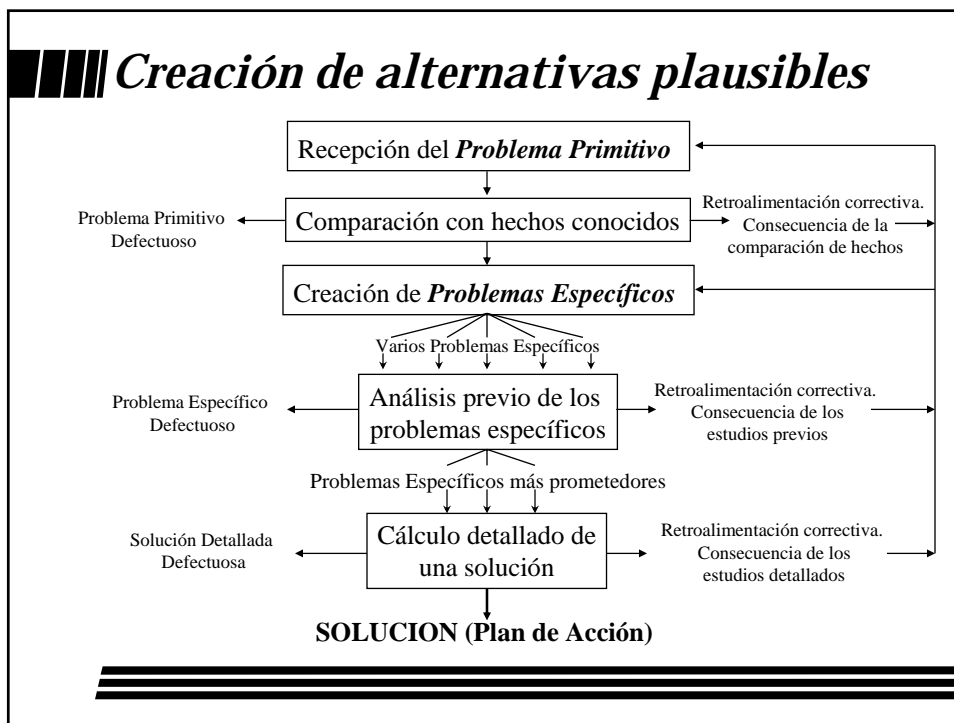 Creación de alternativas plausibles
Recepción del Problema Primitivo
Problema Primitivo
Defectuoso
Comparación con hechos conocidos
Retroalimentación correctiva.
Consecuencia de la
comparación de hechos
Creación de Problemas Específicos
Varios Problemas Específicos
Problema Específico
Defectuoso
Análisis previo de los
problemas específicos
Retroalimentación correctiva.
Consecuencia de los
estudios previos
Problemas Específicos más prometedores
Solución Detallada
Defectuosa
Cálculo detallado de
una solución
Retroalimentación correctiva.
Consecuencia de los
estudios detallados
SOLUCION (Plan de Acción)